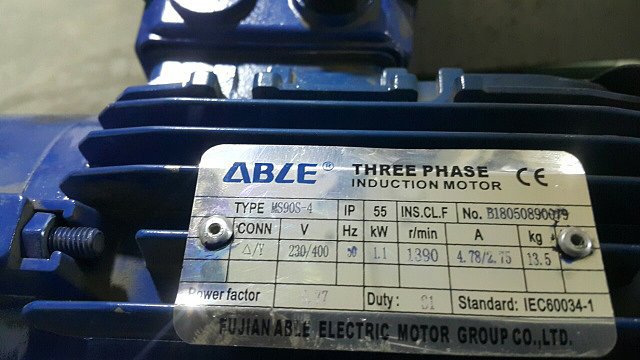 ABLE® THREE PHASE INDUCTION MOTOR CE
TYPE MS90S-4 IP 55 INS.CL.F No.
CONN V Hz kW r/min A kg
Δ/Y 230/400 1.1 1390 4.78/2.75 13.5
Power factor Duty: S1 Standard: IEC60034-1
FUJIAN ABLE ELECTRIC MOTOR GROUP CO.,LTD.